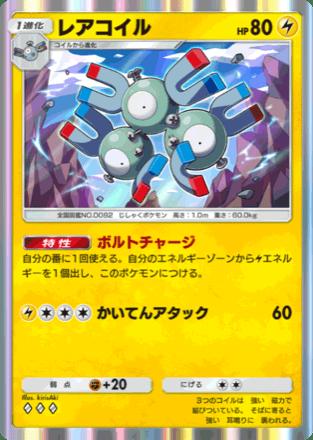 1進化
レアコイル
HP80
コイルから進化
全国図鑑NO.0082 じしゃくポケモン 高さ:1.0m 重さ:60.0kg
特性 ボルトチャージ
自分の番に1回使える。自分のエネルギーゾーンからエネ
ルギーを1個出し、このポケモンにつける。
かいてんアタック 60
弱点 +20 にげる
Illus. kirisAki
3つのコイルは 強い 磁力で
結びついている。 そばに寄ると
強い 耳鳴りに 襲われる。